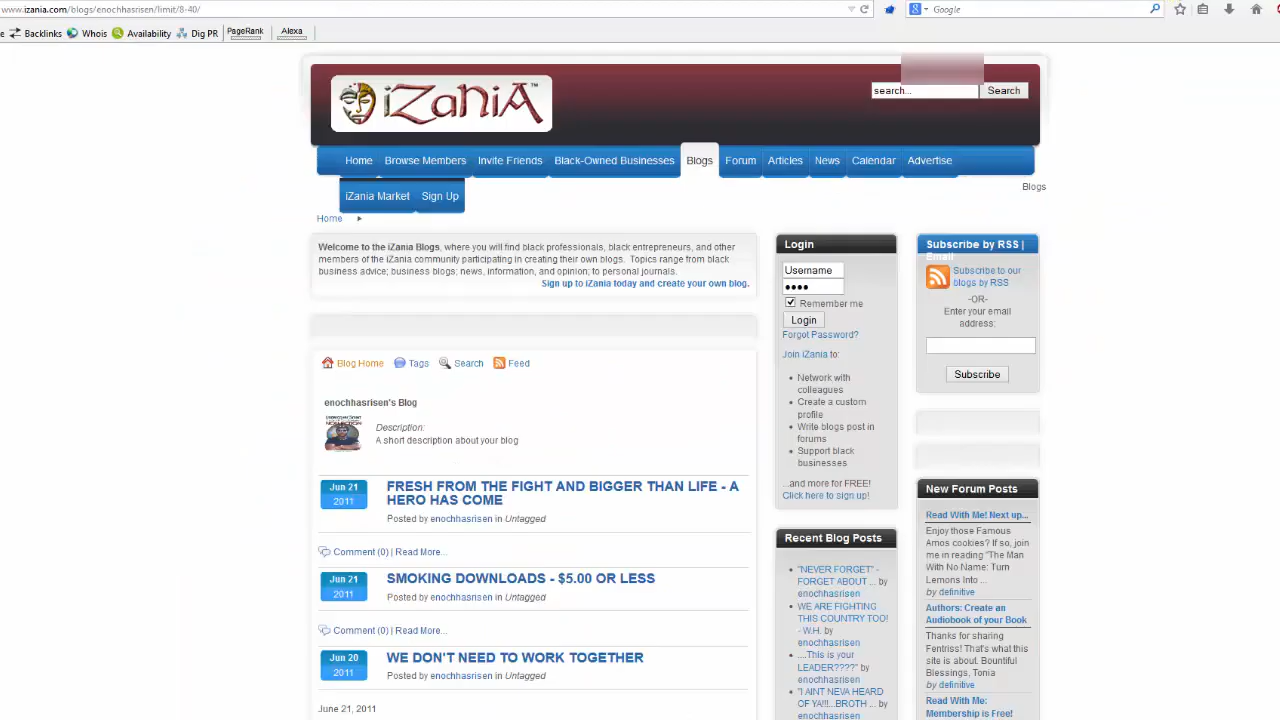 www.izania.com/blogs/enochhasrisen/limit/8-40/
Google
e Backlinks Whois Availability Dig PR PageRank Alexa
iZaniA™
search... Search
Home Browse Members Invite Friends Black-Owned Businesses Blogs Forum Articles News Calendar Advertise
iZania Market Sign Up
Blogs
Home
Welcome to the iZania Blogs, where you will find black professionals, black entrepreneurs, and other
members of the iZania community participating in creating their own blogs. Topics range from black
business advice; business blogs; news, information, and opinion; to personal journals.
Sign up to iZania today and create your own blog.
Blog Home Tags Search Feed
enochhasrisen's Blog
Description:
A short description about your blog
Jun 21
2011
FRESH FROM THE FIGHT AND BIGGER THAN LIFE - A
HERO HAS COME
Posted by enochhasrisen in Untagged
Comment (0) | Read More...
Jun 21
2011
SMOKING DOWNLOADS - $5.00 OR LESS
Posted by enochhasrisen in Untagged
Comment (0) | Read More...
Jun 20
2011
WE DON'T NEED TO WORK TOGETHER
Posted by enochhasrisen in Untagged
June 21, 2011
Login
Username
Remember me
Login
Forgot Password?
Join iZania to:
Network with
colleagues
Create a custom
profile
Write blogs post in
forums
Support black
businesses
...and more for FREE!
Click here to sign up!
Recent Blog Posts
"NEVER FORGET" -
FORGET ABOUT ... by
enochhasrisen
WE ARE FIGHTING
THIS COUNTRY TOO!
- W.H. by
enochhasrisen
....This is your
LEADER????" by
enochhasrisen
"I AINT NEVA HEARD
OF YA!!!...BROTH ... by
enochhasrisen
Subscribe by RSS |
Email
Subscribe to our
blogs by RSS
-OR-
Enter your email
address:
Subscribe
New Forum Posts
Read With Me! Next up...
Enjoy those Famous
Amos cookies? If so, join
me in reading "The Man
With No Name: Turn
Lemons Into ...
by definitive
Authors: Create an
Audiobook of your Book
Thanks for sharing
Fentriss! That's what this
site is about. Bountiful
Blessings, Tonia
by definitive
Read With Me:
Membership is Free!